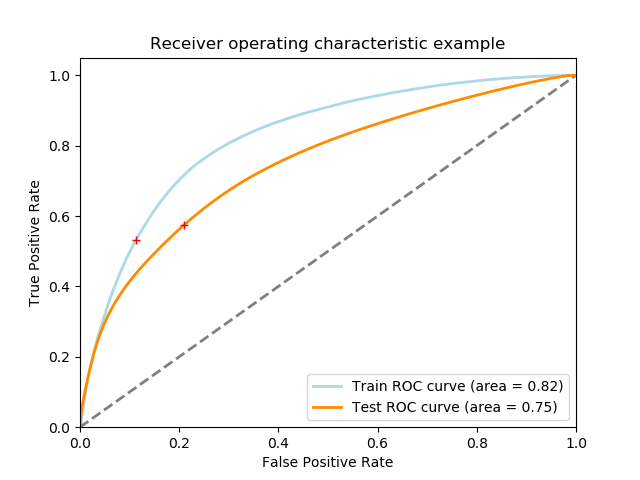 Receiver operating characteristic example
1.0
0.8
0.6
0.4
0.2
0.0
True Positive Rate
Train ROC curve (area = 0.82)
Test ROC curve (area = 0.75)
0.0 0.2 0.4 0.6 0.8 1.0
False Positive Rate